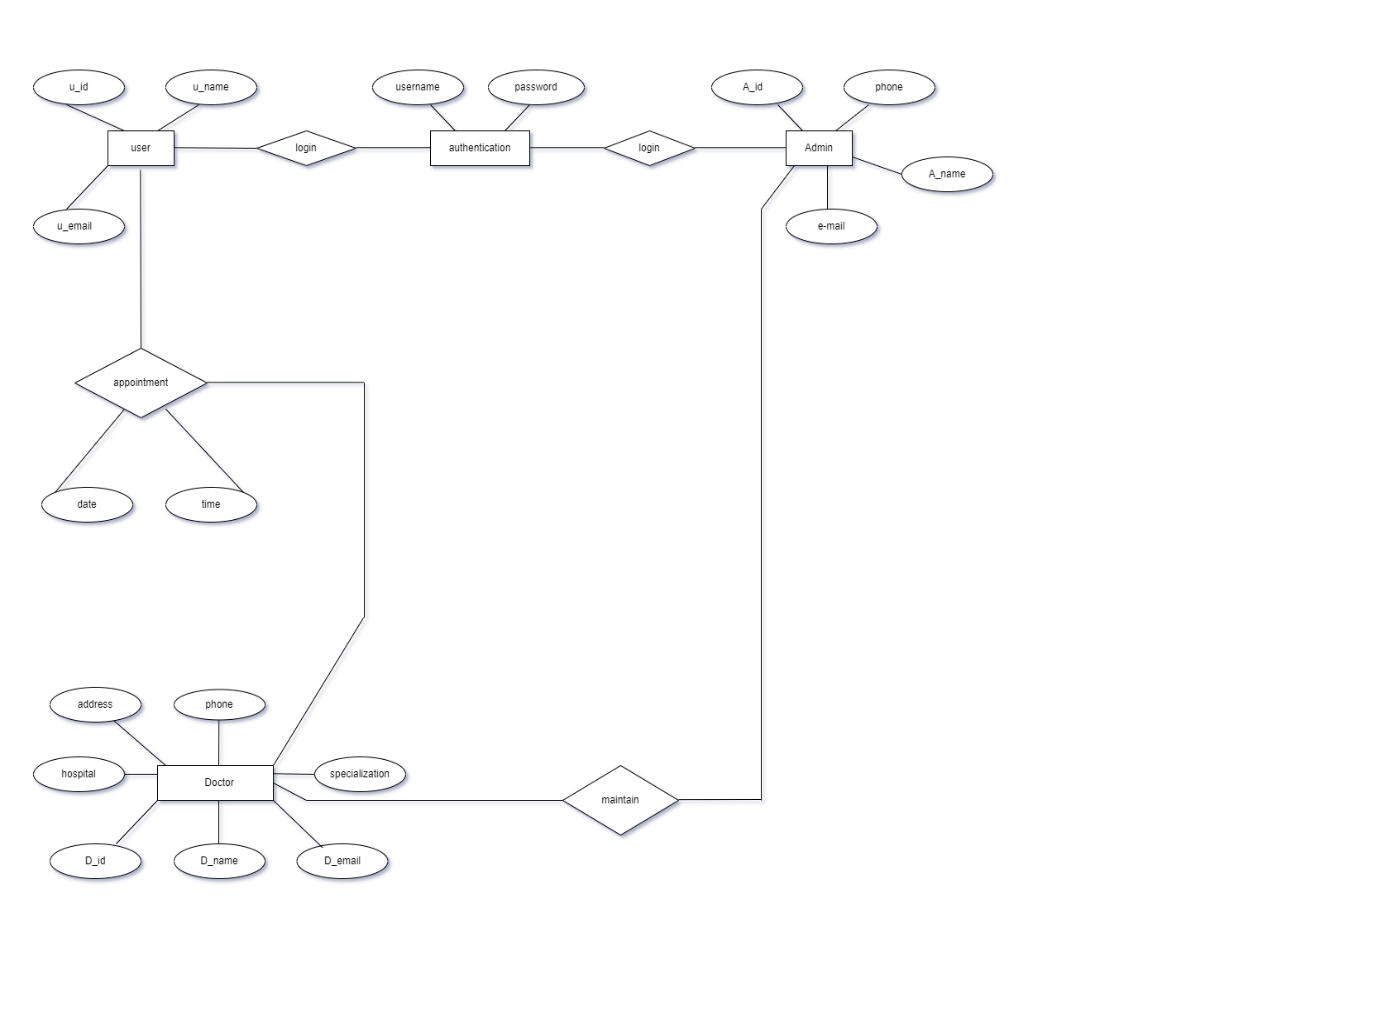 u_id
u_name
username
password
A_id
phone
user
login
authentication
login
Admin
A_name
u_email
e-mail
appointment
date
time
address
phone
hospital
Doctor
specialization
maintain
D_id
D_name
D_email